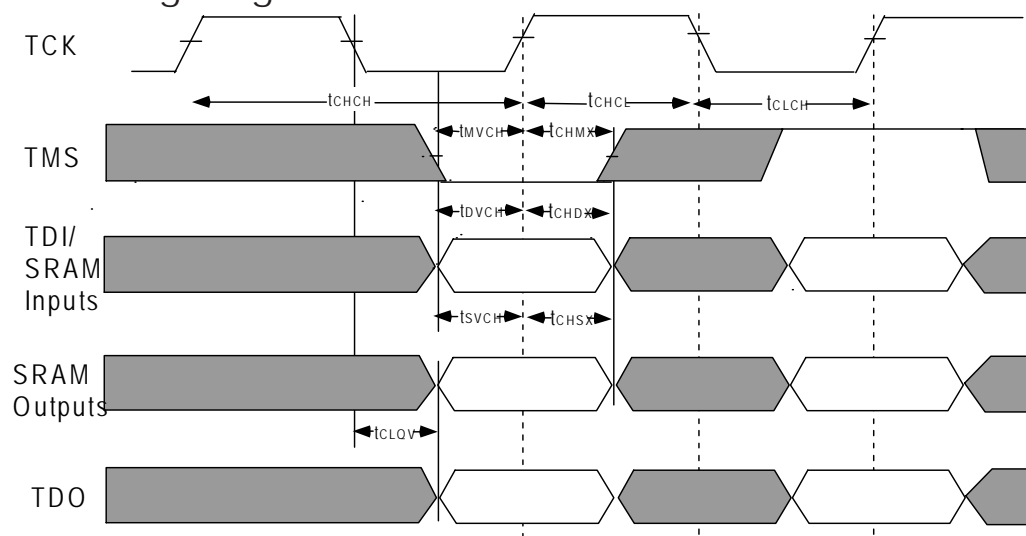 TCK
tCHCH
tCHCL
tCLCH
TMS
tMVCH
tCHMX
tDVCH
tCHDX
TDI/
SRAM
Inputs
tSVCH
tCHSX
SRAM
Outputs
tCLQV
TDO